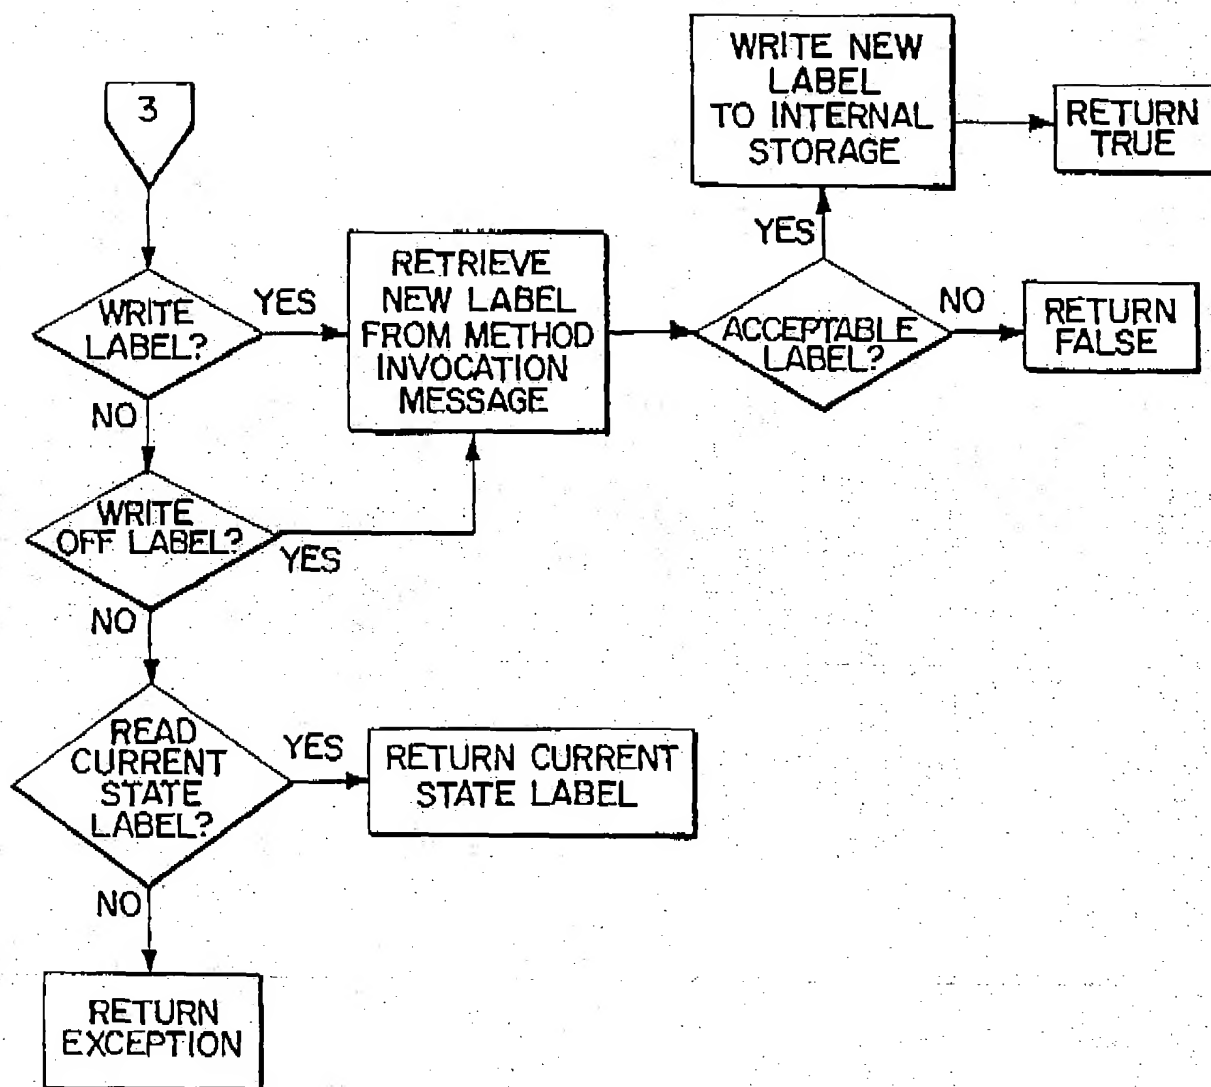 3
WRITE
LABEL?
YES
NO
RETRIEVE
NEW LABEL
FROM METHOD
INVOCATION
MESSAGE
ACCEPTABLE
LABEL?
YES
WRITE NEW
LABEL
TO INTERNAL
STORAGE
RETURN
TRUE
NO
RETURN
FALSE
WRITE
OFF LABEL?
YES
NO
READ
CURRENT
STATE
LABEL?
YES
RETURN CURRENT
STATE LABEL
NO
RETURN
EXCEPTION